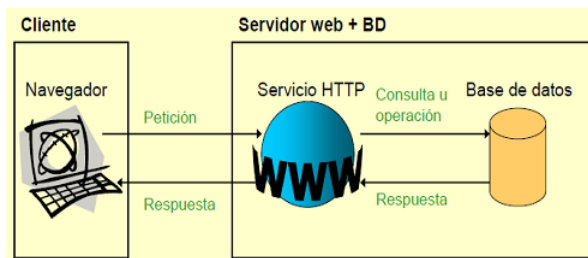 Cliente
Servidor web + BD
Navegador
Servicio HTTP
Base de datos
Petición
Consulta u
operación
WWW
Respuesta
Respuesta